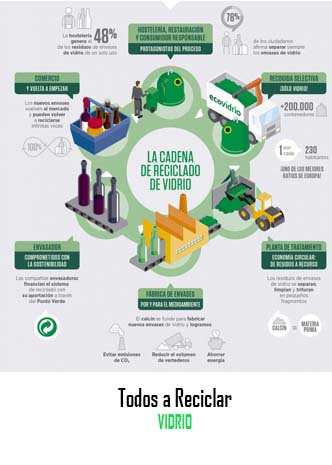 La hostelería
genera el 48%
de los residuos de envases
de vidrio de un solo uso
HOSTELERÍA, RESTAURACIÓN
Y CONSUMIDOR RESPONSABLE
PROTAGONISTAS DEL PROCESO
78%
de los ciudadanos
afirma separar siempre
los envases de vidrio
COMERCIO
Y VUELTA A EMPEZAR
Los nuevos envases
vuelven al mercado
y pueden volver
a reciclarse
infinitas veces
100%
RECOGIDA SELECTIVA
¡SÓLO VIDRIO!
ecovidrio
+200.000
contenedores
1 por cada 230
habitantes
¡UNO DE LOS MEJORES
RATIOS DE EUROPA!
LA CADENA
DE RECICLADO
DE VIDRIO
ENVASADOR
COMPROMETIDO CON
LA SOSTENIBILIDAD
Las compañías envasadoras
financian el sistema
de reciclado con
su aportación a través
del Punto Verde
FABRICA DE ENVASES
POR Y PARA EL MEDIOAMBIENTE
El calcín se funde para fabricar
nuevos envases de vidrio y logramos:
Evitar emisiones
de CO2
Reducir el volumen
de vertederos
Ahorrar
energía
PLANTA DE TRATAMIENTO
ECONOMÍA CIRCULAR:
DE RESIDUO A RECURSO
Los residuos de envases
de vidrio se separan,
limpian y trituran
en pequeños
fragmentos
CALCÍN = MATERIA
PRIMA
Todos a Reciclar
VIDRIO